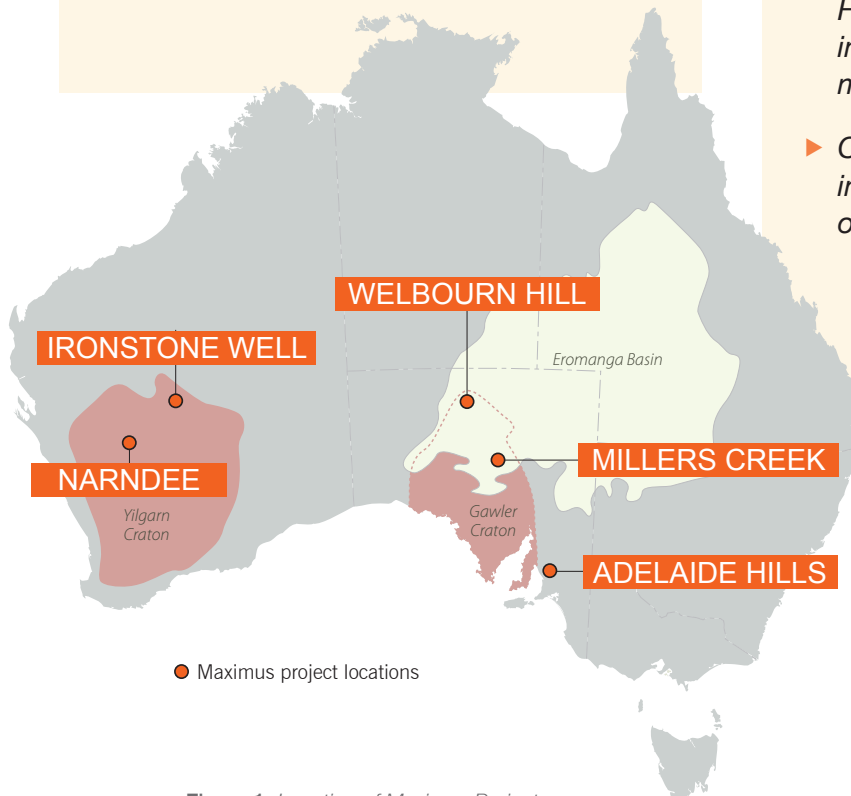 WELBOURN HILL
IRONSTONE WELL
Eromanga Basin
MILLERS CREEK
NARNDEE
Yilgarn
Craton
Gawler
Craton
ADELAIDE HILLS
Maximus project locations